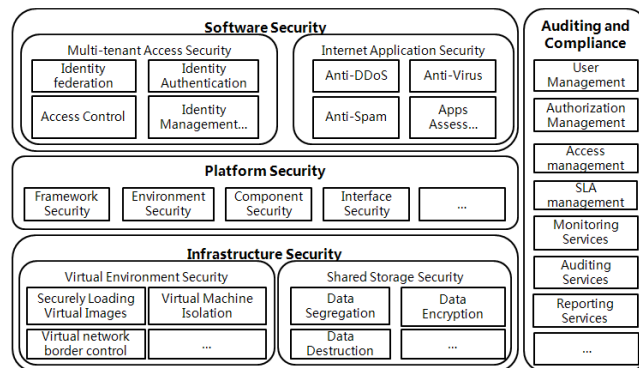 Software Security
Multi-tenant Access Security
Identity
federation
Identity
Authentication
Access Control
Identity
Management...
Internet Application Security
Anti-DDoS
Anti-Virus
Anti-Spam
Apps
Assess...
Platform Security
Framework
Security
Environment
Security
Component
Security
Interface
Security
...
Infrastructure Security
Virtual Environment Security
Securely Loading
Virtual Images
Virtual Machine
Isolation
Virtual network
border control
...
Shared Storage Security
Data
Segregation
Data
Encryption
Data
Destruction
...
Auditing and
Compliance
User
Management
Authorization
Management
Access
management
SLA
management
Monitoring
Services
Auditing
Services
Reporting
Services
...